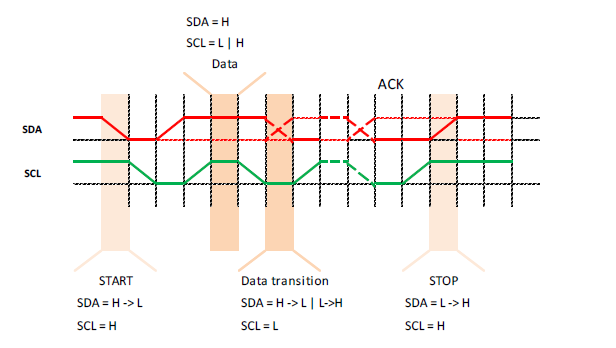 SDA = H
SCL = L | H
Data
ACK
SDA
SCL
START
SDA = H -> L
SCL = H
Data transition
SDA = H -> L | L->H
SCL = L
STOP
SDA = L -> H
SCL = H